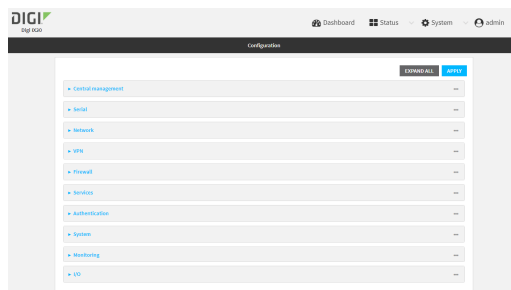 DIGI
Digi IX20
Dashboard Status System admin
Configuration
EXPAND ALL APPLY
Central management
Serial
Network
VPN
Firewall
Services
Authentication
System
Monitoring
I/O